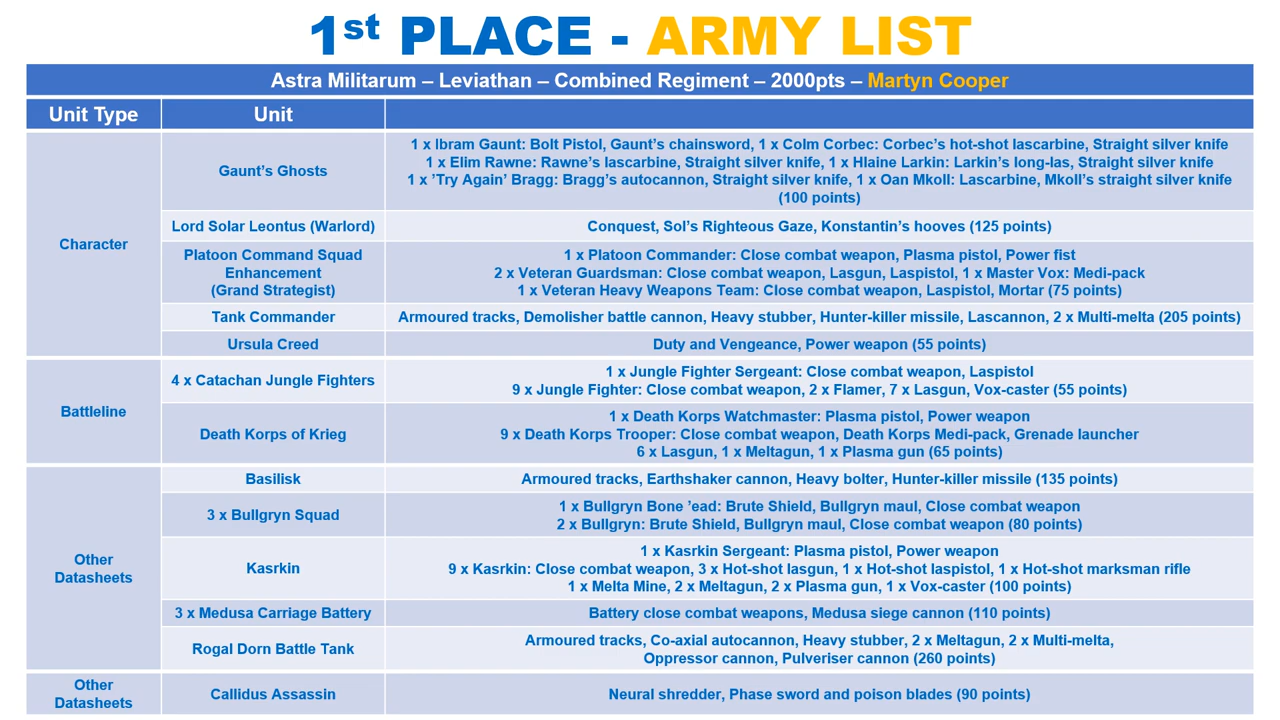 1st PLACE - ARMY LIST
Astra Militarum – Leviathan – Combined Regiment – 2000pts – Martyn Cooper
Unit Type
Unit
Character
Gaunt's Ghosts
1 x Ibram Gaunt: Bolt Pistol, Gaunt's chainsword, 1 x Colm Corbec: Corbec's hot-shot lascarbine, Straight silver knife
1 x Elim Rawne: Rawne's lascarbine, Straight silver knife, 1 x Hlaine Larkin: Larkin's long-las, Straight silver knife
1 x 'Try Again' Bragg: Bragg's autocannon, Straight silver knife, 1 x Oan Mkoll: Lascarbine, Mkoll's straight silver knife
(100 points)
Lord Solar Leontus (Warlord)
Conquest, Sol's Righteous Gaze, Konstantin's hooves (125 points)
Platoon Command Squad
Enhancement
(Grand Strategist)
1 x Platoon Commander: Close combat weapon, Plasma pistol, Power fist
2 x Veteran Guardsman: Close combat weapon, Lasgun, Laspistol, 1 x Master Vox: Medi-pack
1 x Veteran Heavy Weapons Team: Close combat weapon, Laspistol, Mortar (75 points)
Tank Commander
Armoured tracks, Demolisher battle cannon, Heavy stubber, Hunter-killer missile, Lascannon, 2 x Multi-melta (205 points)
Ursula Creed
Duty and Vengeance, Power weapon (55 points)
Battleline
4 x Catachan Jungle Fighters
1 x Jungle Fighter Sergeant: Close combat weapon, Laspistol
9 x Jungle Fighter: Close combat weapon, 2 x Flamer, 7 x Lasgun, Vox-caster (55 points)
Death Korps of Krieg
1 x Death Korps Watchmaster: Plasma pistol, Power weapon
9 x Death Korps Trooper: Close combat weapon, Death Korps Medi-pack, Grenade launcher
6 x Lasgun, 1 x Meltagun, 1 x Plasma gun (65 points)
Other
Datasheets
Basilisk
Armoured tracks, Earthshaker cannon, Heavy bolter, Hunter-killer missile (135 points)
3 x Bullgryn Squad
1 x Bullgryn Bone 'ead: Brute Shield, Bullgryn maul, Close combat weapon
2 x Bullgryn: Brute Shield, Bullgryn maul, Close combat weapon (80 points)
Kasrkin
1 x Kasrkin Sergeant: Plasma pistol, Power weapon
9 x Kasrkin: Close combat weapon, 3 x Hot-shot lasgun, 1 x Hot-shot laspistol, 1 x Hot-shot marksman rifle
1 x Melta Mine, 2 x Meltagun, 2 x Plasma gun, 1 x Vox-caster (100 points)
3 x Medusa Carriage Battery
Battery close combat weapons, Medusa siege cannon (110 points)
Rogal Dorn Battle Tank
Armoured tracks, Co-axial autocannon, Heavy stubber, 2 x Meltagun, 2 x Multi-melta,
Oppressor cannon, Pulveriser cannon (260 points)
Other
Datasheets
Callidus Assassin
Neural shredder, Phase sword and poison blades (90 points)